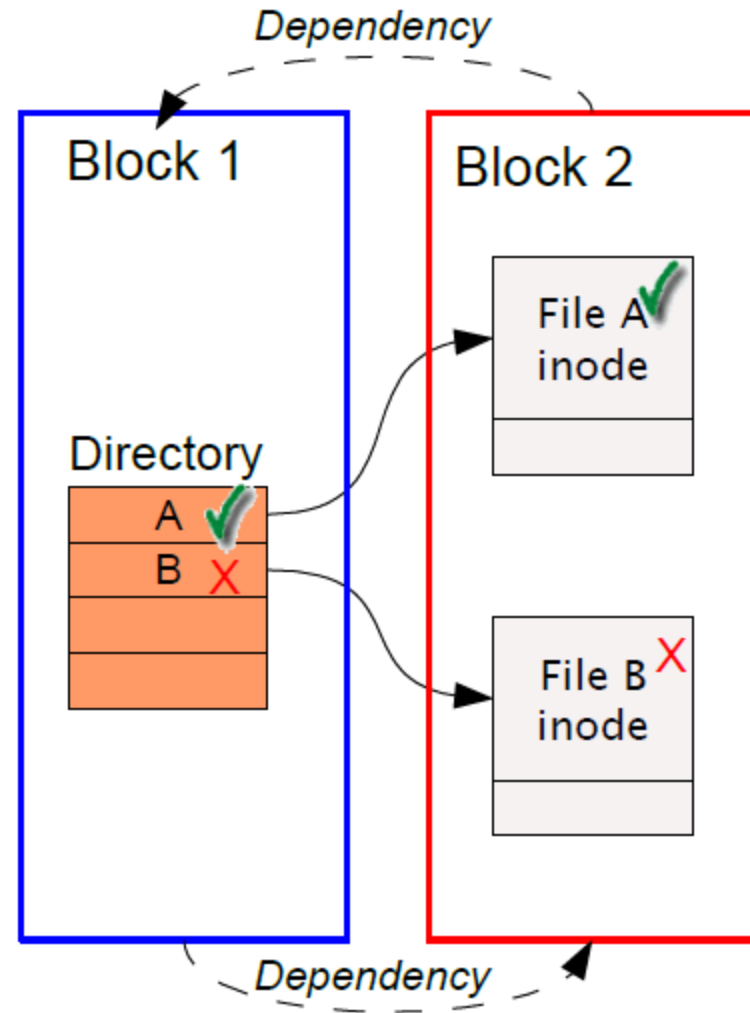 Dependency
Block 1
Block 2
File A
inode
Directory
A
B X
File B X
inode
Dependency